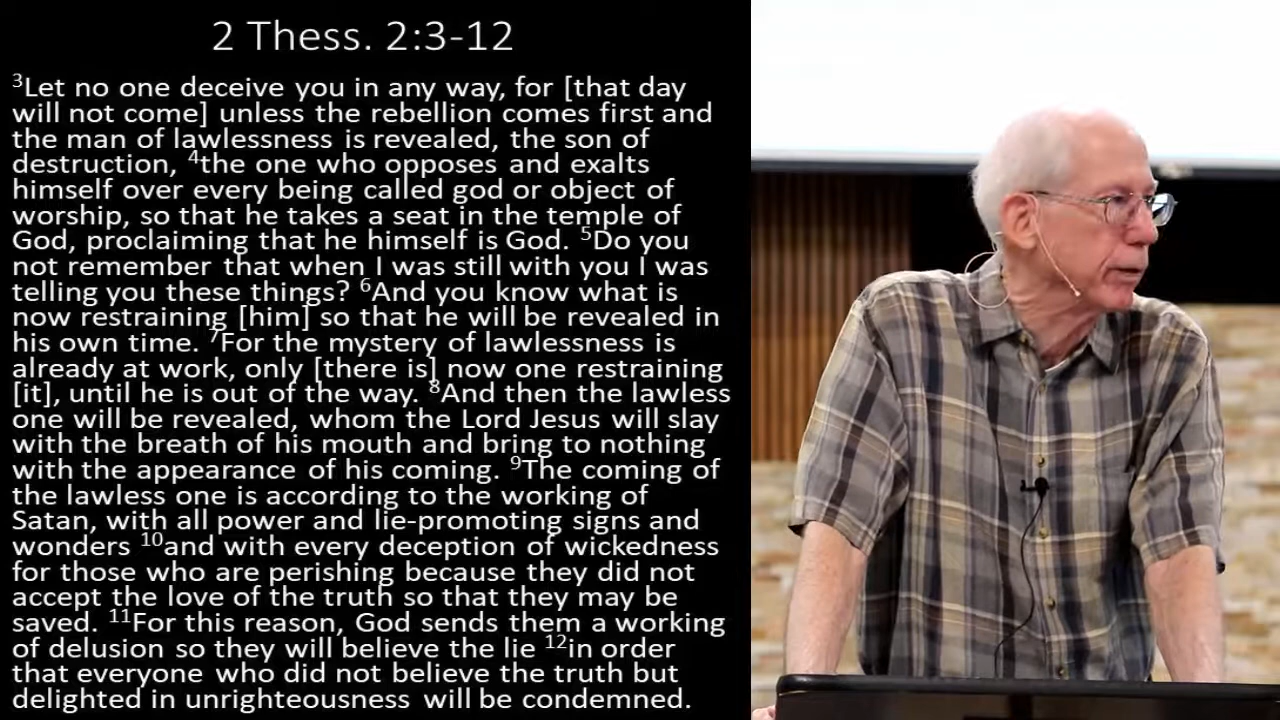 2 Thess. 2:3-12
³Let no one deceive you in any way, for [that day
will not come] unless the rebellion comes first and
the man of lawlessness is revealed, the son of
destruction, ⁴the one who opposes and exalts
himself over every being called god or object of
worship, so that he takes a seat in the temple of
God, proclaiming that he himself is God. ⁵Do you
not remember that when I was still with you I was
telling you these things? ⁶And you know what is
now restraining [him] so that he will be revealed in
his own time. ⁷For the mystery of lawlessness is
already at work, only [there is] now one restraining
[it], until he is out of the way. ⁸And then the lawless
one will be revealed, whom the Lord Jesus will slay
with the breath of his mouth and bring to nothing
with the appearance of his coming. ⁹The coming of
the lawless one is according to the working of
Satan, with all power and lie-promoting signs and
wonders ¹⁰and with every deception of wickedness
for those who are perishing because they did not
accept the love of the truth so that they may be
saved. ¹¹For this reason, God sends them a working
of delusion so they will believe the lie ¹²in order
that everyone who did not believe the truth but
delighted in unrighteousness will be condemned.